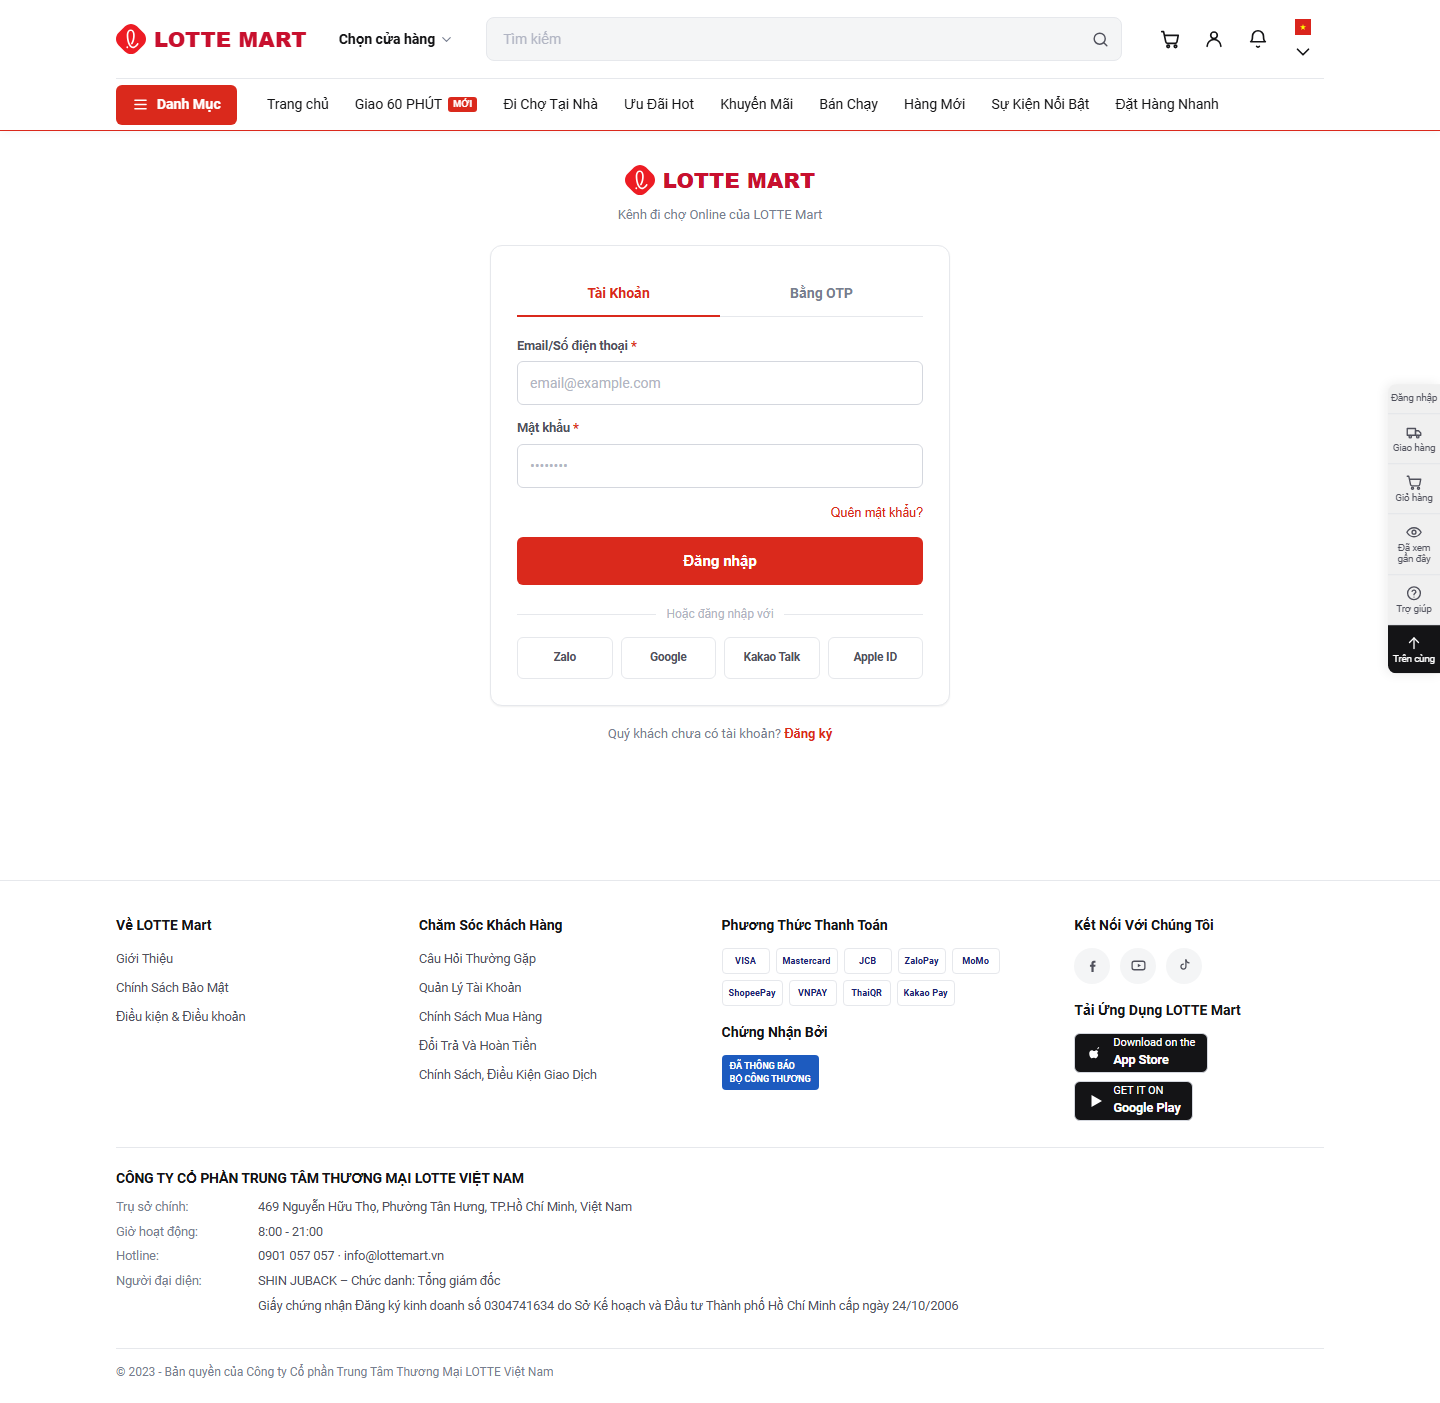 LOTTE MART
Chọn cửa hàng
Tìm kiếm
Danh Mục
Trang chủ
Giao 60 PHÚT MỚI
Đi Chợ Tại Nhà
Ưu Đãi Hot
Khuyến Mãi
Bán Chạy
Hàng Mới
Sự Kiện Nổi Bật
Đặt Hàng Nhanh
LOTTE MART
Kênh đi chợ Online của LOTTE Mart
Tài Khoản
Bằng OTP
Email/Số điện thoại *
email@example.com
Mật khẩu *
Quên mật khẩu?
Đăng nhập
Hoặc đăng nhập với
Zalo
Google
Kakao Talk
Apple ID
Quý khách chưa có tài khoản? Đăng ký
Đăng nhập
Giao hàng
Giỏ hàng
Đã xem
gần đây
Trợ giúp
Trên cùng
Về LOTTE Mart
Giới Thiệu
Chính Sách Bảo Mật
Điều kiện & Điều khoản
Chăm Sóc Khách Hàng
Câu Hỏi Thường Gặp
Quản Lý Tài Khoản
Chính Sách Mua Hàng
Đổi Trả Và Hoàn Tiền
Chính Sách, Điều Kiện Giao Dịch
Phương Thức Thanh Toán
VISA
Mastercard
JCB
ZaloPay
MoMo
ShopeePay
VNPAY
ThaiQR
Kakao Pay
Chứng Nhận Bởi
ĐÃ THÔNG BÁO
BỘ CÔNG THƯƠNG
Kết Nối Với Chúng Tôi
Tải Ứng Dụng LOTTE Mart
Download on the
App Store
GET IT ON
Google Play
CÔNG TY CỔ PHẦN TRUNG TÂM THƯƠNG MẠI LOTTE VIỆT NAM
Trụ sở chính: 469 Nguyễn Hữu Thọ, Phường Tân Hưng, TP.Hồ Chí Minh, Việt Nam
Giờ hoạt động: 8:00 - 21:00
Hotline: 0901 057 057 · info@lottemart.vn
Người đại diện: SHIN JUBACK – Chức danh: Tổng giám đốc
Giấy chứng nhận Đăng ký kinh doanh số 0304741634 do Sở Kế hoạch và Đầu tư Thành phố Hồ Chí Minh cấp ngày 24/10/2006
© 2023 - Bản quyền của Công ty Cổ phần Trung Tâm Thương Mại LOTTE Việt Nam